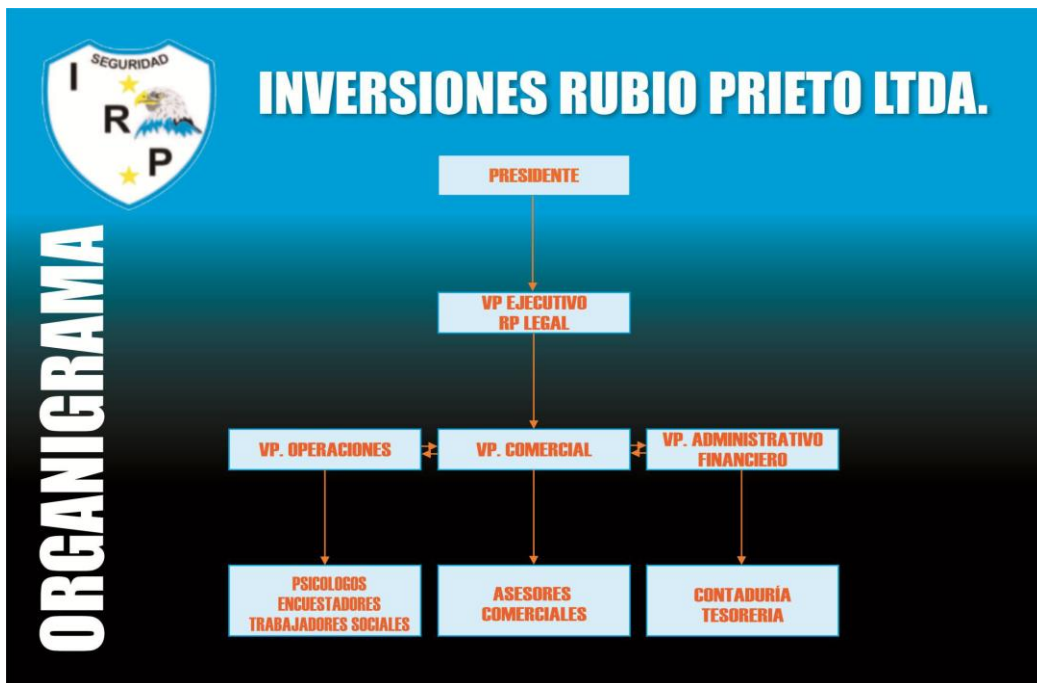 SEGURIDAD
I
R
P
INVERSIONES RUBIO PRIETO LTDA.
ORGANIGRAMA
PRESIDENTE
VP EJECUTIVO
RP LEGAL
VP. OPERACIONES
VP. COMERCIAL
VP. ADMINISTRATIVO
FINANCIERO
PSICOLOGOS
ENCUESTADORES
TRABAJADORES SOCIALES
ASESORES
COMERCIALES
CONTADURÍA
TESORERIA